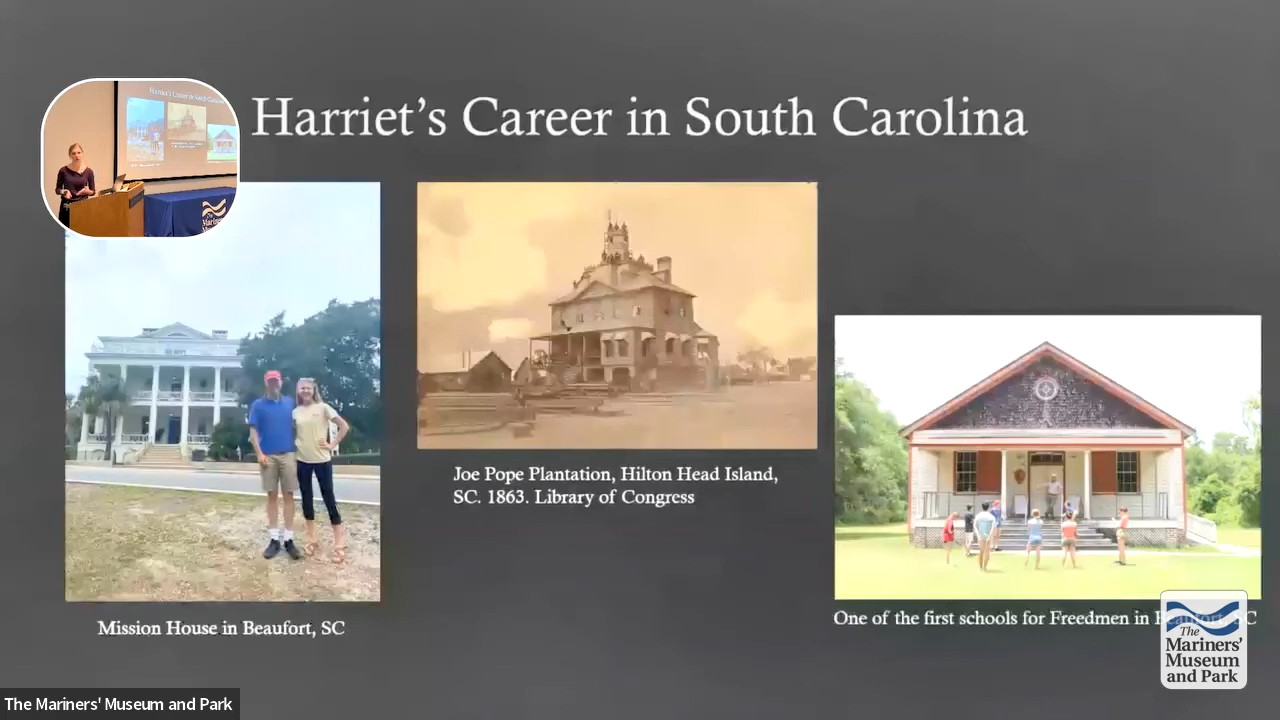 Harriet's Career in South Carolina
Joe Pope Plantation, Hilton Head Island,
SC. 1863. Library of Congress
Mission House in Beaufort, SC
One of the first schools for Freedmen in Beaufort, SC
The
Mariners'
Museum
and Park
The Mariners' Museum and Park